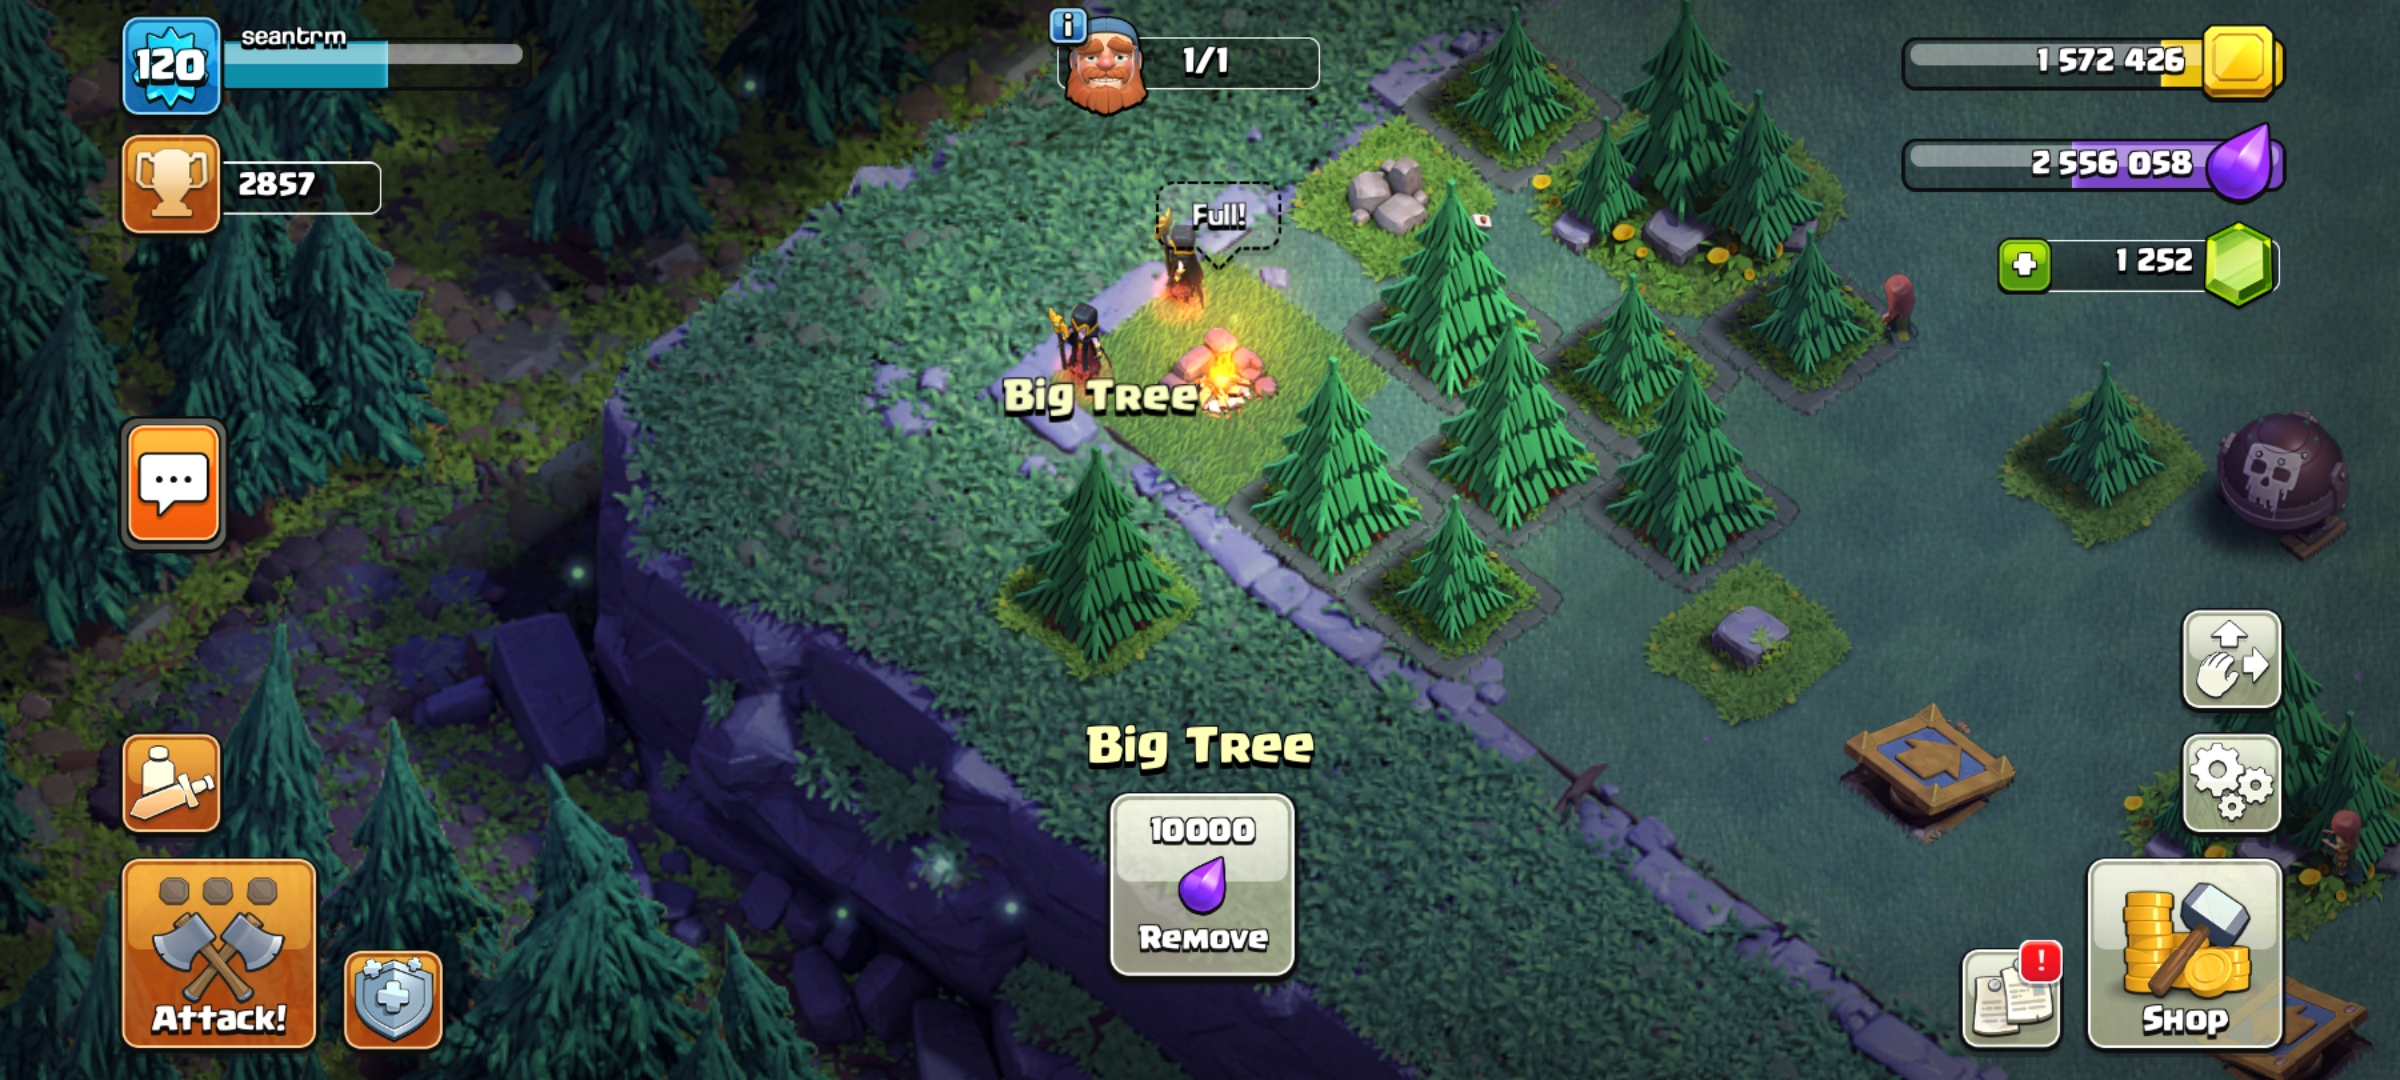 120
seantrm
1/1
1 572 426
2857
2 556 058
Full!
1 252
Big Tree
Big Tree
10000
Remove
Attack!
!
Shop